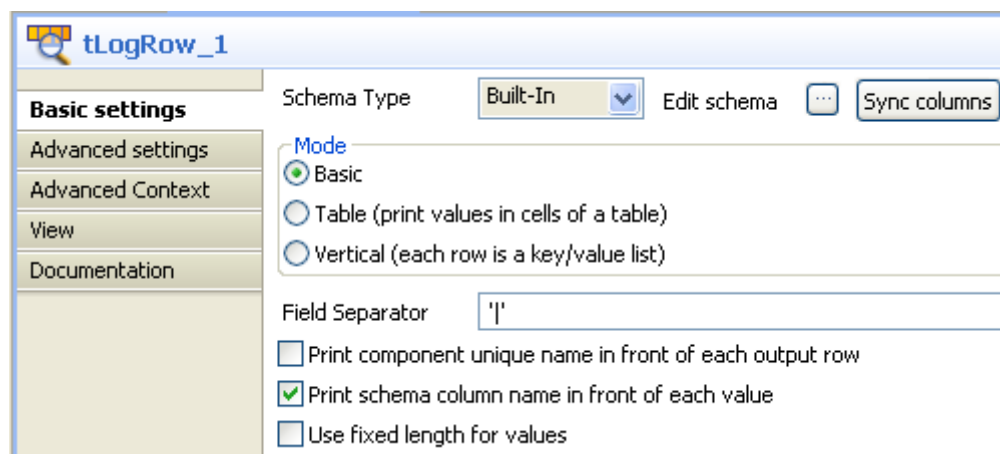 tLogRow_1
Basic settings
Advanced settings
Advanced Context
View
Documentation
Schema Type Built-In Edit schema ... Sync columns
Mode
Basic
Table (print values in cells of a table)
Vertical (each row is a key/value list)
Field Separator '|'
Print component unique name in front of each output row
Print schema column name in front of each value
Use fixed length for values